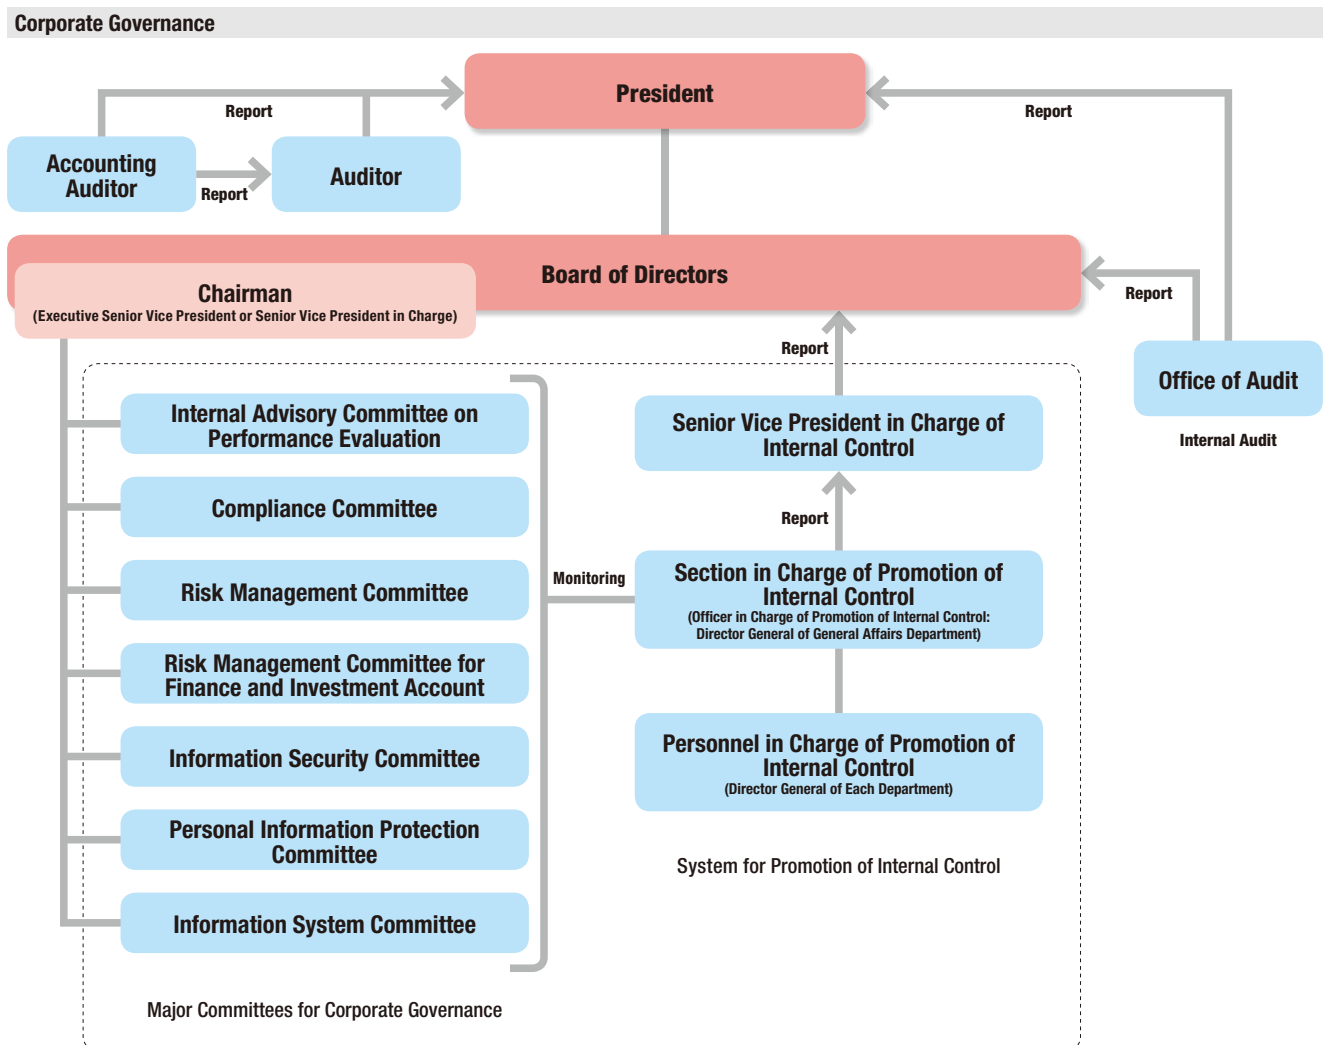 Corporate Governance
President
Report
Report
Accounting
Auditor
Report
Auditor
Board of Directors
Chairman
(Executive Senior Vice President or Senior Vice President in Charge)
Report
Office of Audit
Internal Audit
Report
Internal Advisory Committee on
Performance Evaluation
Compliance Committee
Risk Management Committee
Risk Management Committee for
Finance and Investment Account
Information Security Committee
Personal Information Protection
Committee
Information System Committee
Major Committees for Corporate Governance
Monitoring
Senior Vice President in Charge of
Internal Control
Report
Section in Charge of Promotion of
Internal Control
(Officer in Charge of Promotion of Internal Control:
Director General of General Affairs Department)
Personnel in Charge of Promotion of
Internal Control
(Director General of Each Department)
System for Promotion of Internal Control